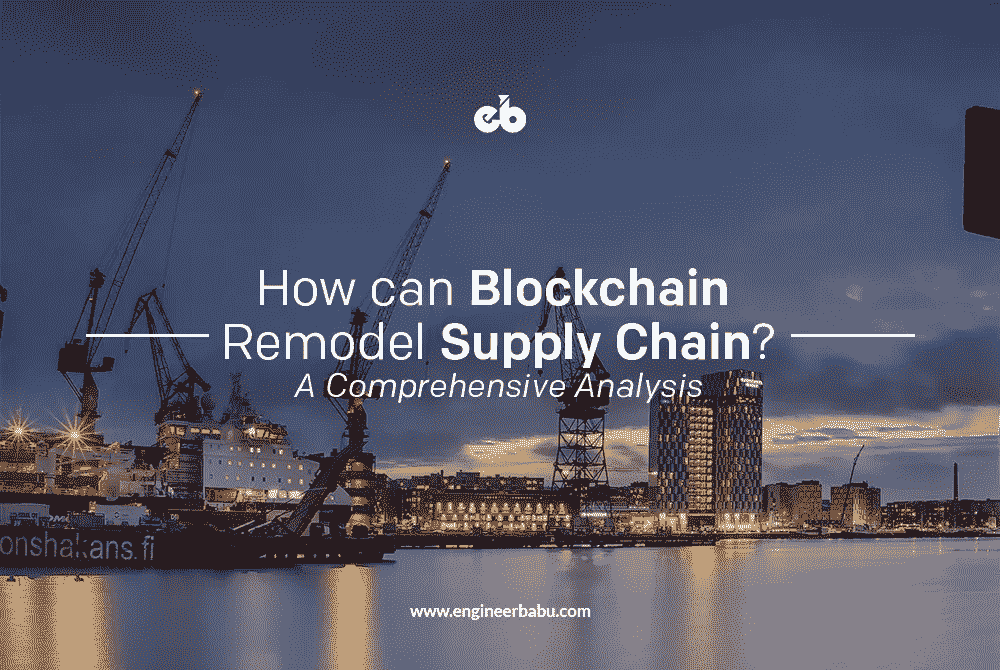 eb
How can Blockchain
Remodel Supply Chain?
A Comprehensive Analysis
onshakans.fi
www.engineerbabu.com